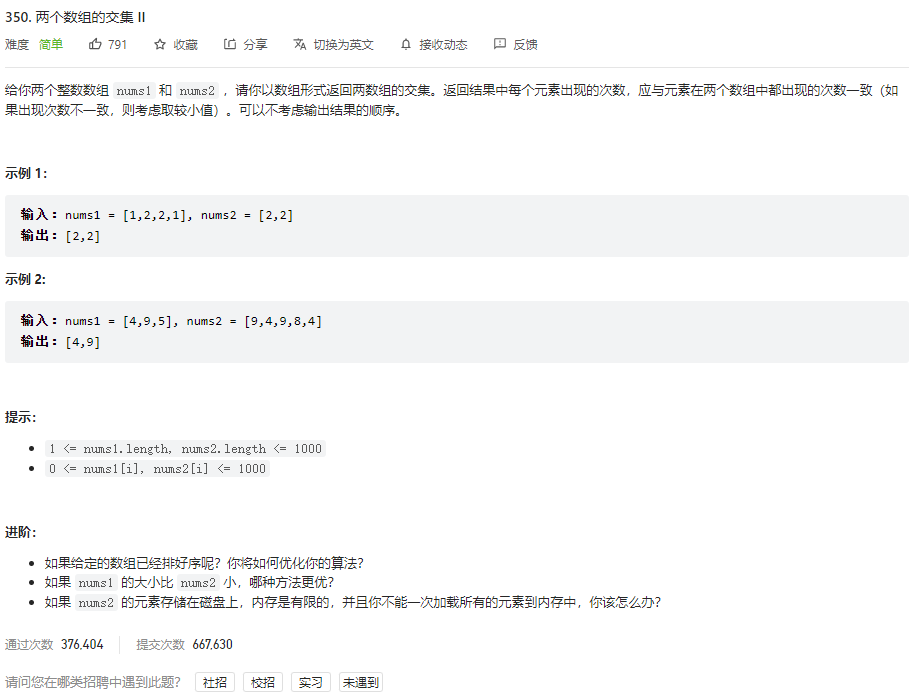 350. 两个数组的交集 II
难度 简单 791 收藏 分享 切换为英文 接收动态 反馈
给你两个整数数组 nums1 和 nums2 ，请你以数组形式返回两数组的交集。返回结果中每个元素出现的次数，应与元素在两个数组中都出现的次数一致（如
果出现次数不一致，则考虑取较小值）。可以不考虑输出结果的顺序。
示例 1：
输入：nums1 = [1,2,2,1], nums2 = [2,2]
输出：[2,2]
示例 2:
输入：nums1 = [4,9,5], nums2 = [9,4,9,8,4]
输出：[4,9]
提示：
1 <= nums1.length, nums2.length <= 1000
0 <= nums1[i], nums2[i] <= 1000
进阶：
如果给定的数组已经排好序呢？你将如何优化你的算法？
如果 nums1 的大小比 nums2 小，哪种方法更优？
如果 nums2 的元素存储在磁盘上，内存是有限的，并且你不能一次加载所有的元素到内存中，你该怎么办？
通过次数 376,404 提交次数 667,630
请问您在哪类招聘中遇到此题？ 社招 校招 实习 未遇到